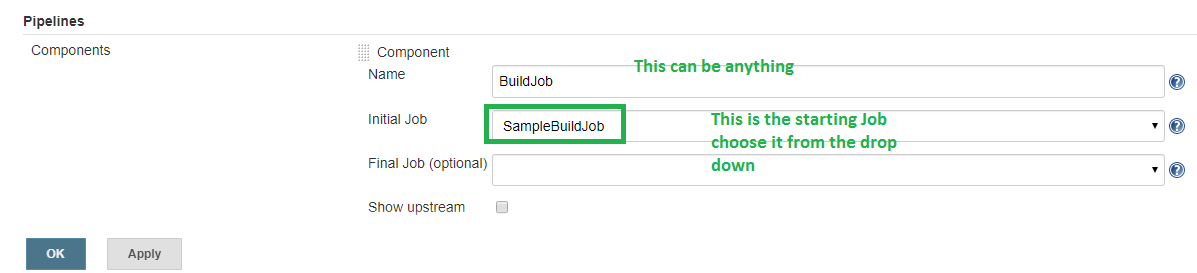 Pipelines
Components
Component
Name
This can be anything
BuildJob
?
Initial Job
SampleBuildJob
This is the starting Job
choose it from the drop
down
?
Final Job (optional)
?
Show upstream
OK
Apply